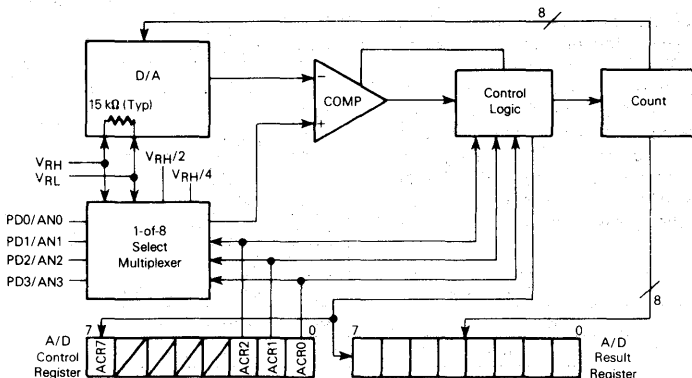 8
D/A
15 kΩ (Typ)
COMP
Control
Logic
Count
VRH
VRL
VRH/2
VRH/4
PD0/AN0
PD1/AN1
PD2/AN2
PD3/AN3
1-of-8
Select
Multiplexer
−
+
8
A/D
Control
Register
7
0
ACR7
ACR2
ACR1
ACR0
7
0
A/D
Result
Register